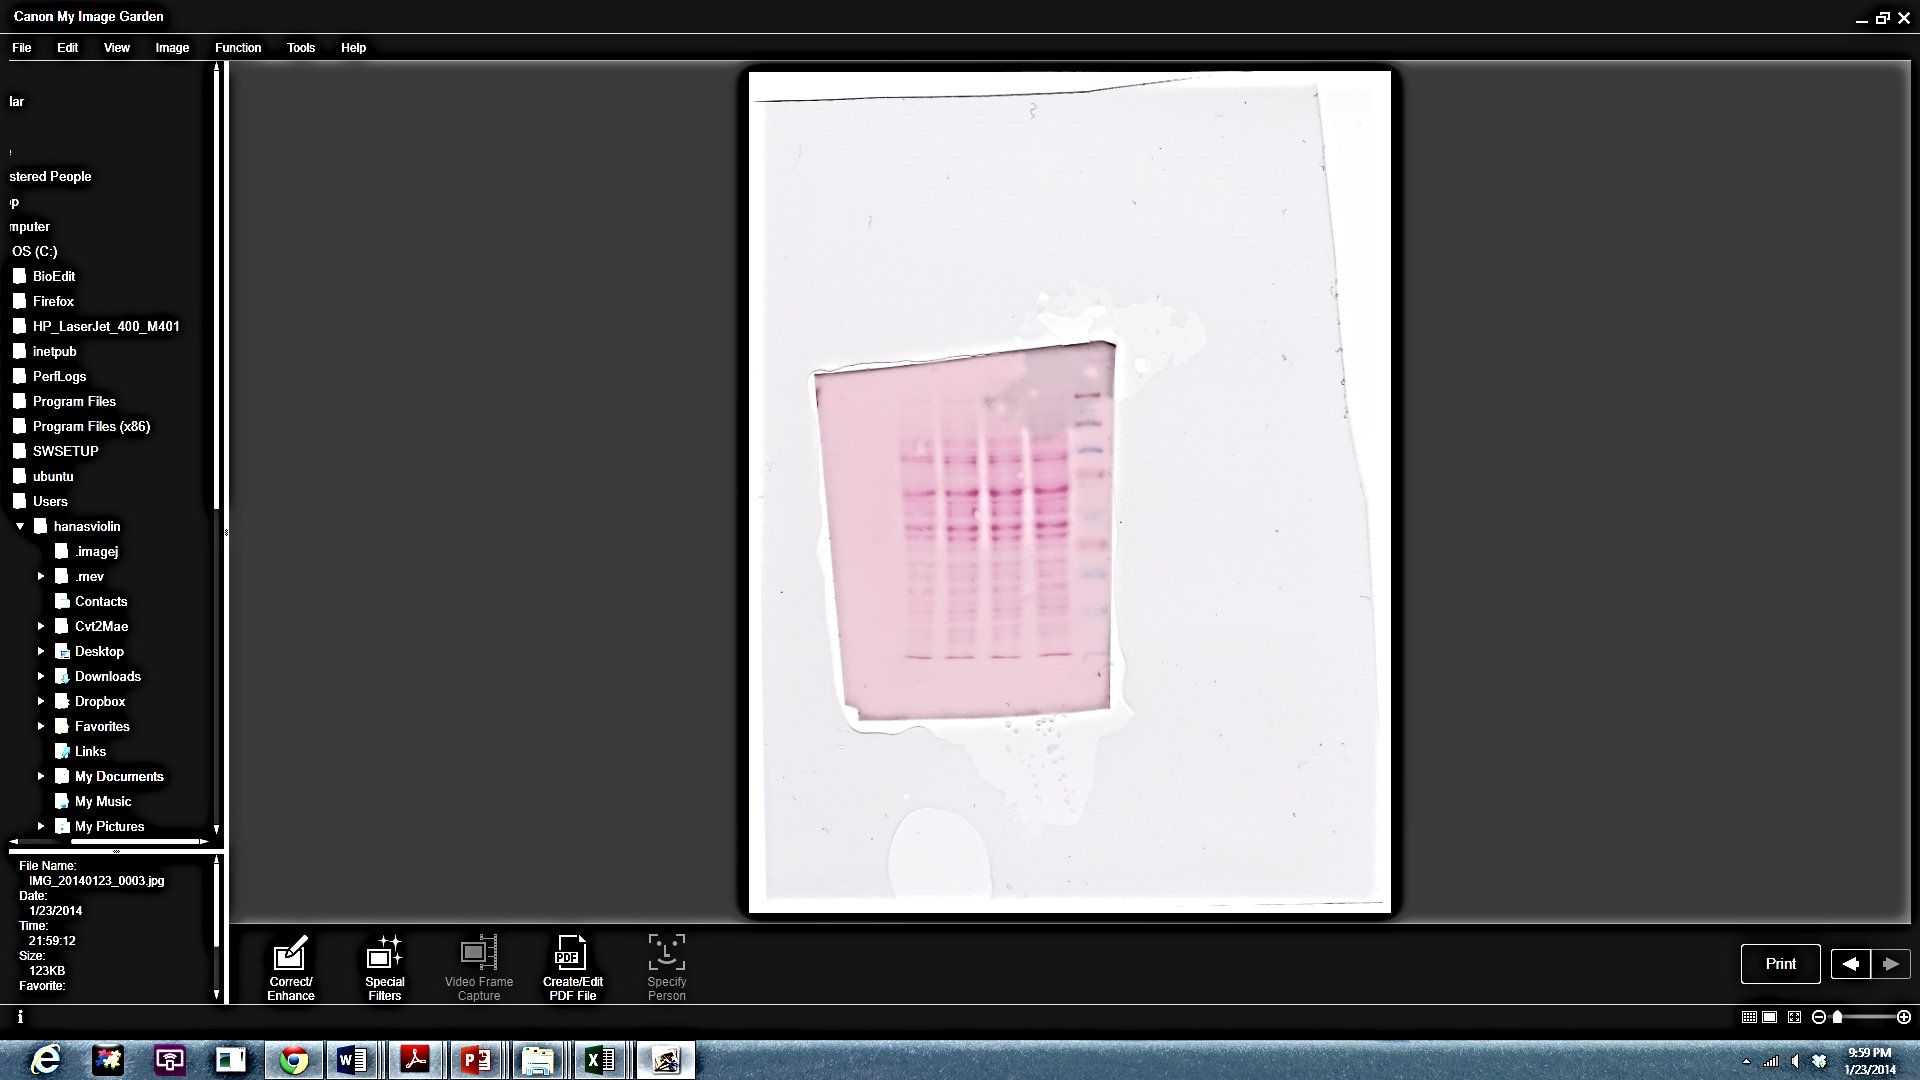 Canon My Image Garden
File Edit View Image Function Tools Help
lar
stered People
op
mputer
OS (C:)
BioEdit
Firefox
HP_LaserJet_400_M401
inetpub
PerfLogs
Program Files
Program Files (x86)
SWSETUP
ubuntu
Users
hanasviolin
.imagej
.mev
Contacts
Cvt2Mae
Desktop
Downloads
Dropbox
Favorites
Links
My Documents
My Music
My Pictures
File Name:
IMG_20140123_0003.jpg
Date:
1/23/2014
Time:
21:59:12
Size:
123KB
Favorite:
Correct/
Enhance
Special
Filters
Video Frame
Capture
PDF
Create/Edit
PDF File
Specify
Person
Print
9:59 PM
1/23/2014